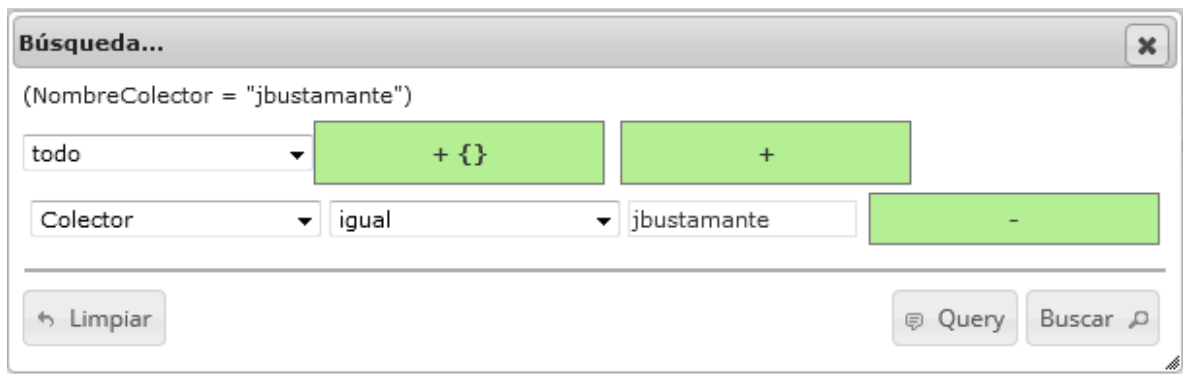 Búsqueda...
(NombreColector = "jbustamante")
todo + {} +
Colector igual jbustamante -
Limpiar Query Buscar